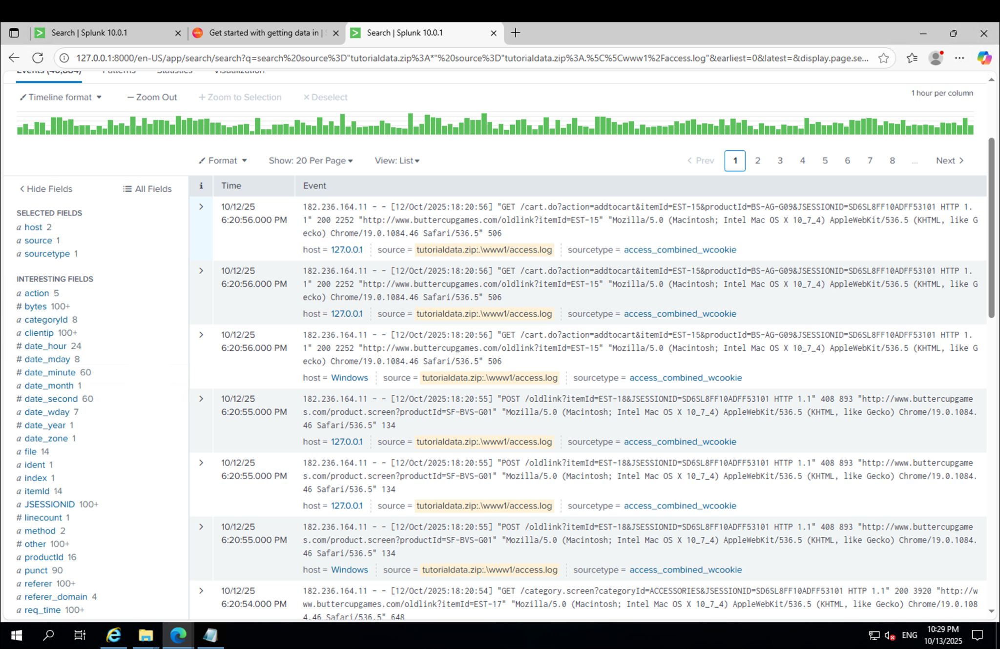 Search | Splunk 10.0.1
Get started with getting data in | S
Search | Splunk 10.0.1
127.0.0.1:8000/en-US/app/search/search?q=search%20source%3D"tutorialdata.zip%3A*"%20source%3D"tutorialdata.zip%3A.%5C%5Cwww1%2Faccess.log"&earliest=0&latest=&display.page.se...
Patterns Statistics Visualization
Timeline format
— Zoom Out
+ Zoom to Selection
× Deselect
1 hour per column
Format
Show: 20 Per Page
View: List
< Prev 1 2 3 4 5 6 7 8 ... Next >
< Hide Fields
All Fields
SELECTED FIELDS
a host 2
a source 1
a sourcetype 1
INTERESTING FIELDS
a action 5
# bytes 100+
a categoryId 8
a clientip 100+
# date_hour 24
# date_mday 8
# date_minute 60
a date_month 1
# date_second 60
a date_wday 7
# date_year 1
a date_zone 1
a file 14
a ident 1
a index 1
a itemId 14
a JSESSIONID 100+
# linecount 1
a method 2
# other 100+
a productId 16
a punct 90
a referer 100+
a referer_domain 4
a req_time 100+
i Time Event
10/12/25
6:20:56.000 PM
182.236.164.11 - - [12/Oct/2025:18:20:56] "GET /cart.do?action=addtocart&itemId=EST-15&productId=BS-AG-G09&JSESSIONID=SD6SL8FF10ADFF53101 HTTP 1.
1" 200 2252 "http://www.buttercupgames.com/oldlink?itemId=EST-15" "Mozilla/5.0 (Macintosh; Intel Mac OS X 10_7_4) AppleWebKit/536.5 (KHTML, like G
ecko) Chrome/19.0.1084.46 Safari/536.5" 506
host = 127.0.0.1 source = tutorialdata.zip:.\www1/access.log sourcetype = access_combined_wcookie
10/12/25
6:20:56.000 PM
182.236.164.11 - - [12/Oct/2025:18:20:56] "GET /cart.do?action=addtocart&itemId=EST-15&productId=BS-AG-G09&JSESSIONID=SD6SL8FF10ADFF53101 HTTP 1.
1" 200 2252 "http://www.buttercupgames.com/oldlink?itemId=EST-15" "Mozilla/5.0 (Macintosh; Intel Mac OS X 10_7_4) AppleWebKit/536.5 (KHTML, like G
ecko) Chrome/19.0.1084.46 Safari/536.5" 506
host = 127.0.0.1 source = tutorialdata.zip:.\www1/access.log sourcetype = access_combined_wcookie
10/12/25
6:20:56.000 PM
182.236.164.11 - - [12/Oct/2025:18:20:56] "GET /cart.do?action=addtocart&itemId=EST-15&productId=BS-AG-G09&JSESSIONID=SD6SL8FF10ADFF53101 HTTP 1.
1" 200 2252 "http://www.buttercupgames.com/oldlink?itemId=EST-15" "Mozilla/5.0 (Macintosh; Intel Mac OS X 10_7_4) AppleWebKit/536.5 (KHTML, like G
ecko) Chrome/19.0.1084.46 Safari/536.5" 506
host = Windows source = tutorialdata.zip:.\www1/access.log sourcetype = access_combined_wcookie
10/12/25
6:20:55.000 PM
182.236.164.11 - - [12/Oct/2025:18:20:55] "POST /oldlink?itemId=EST-18&JSESSIONID=SD6SL8FF10ADFF53101 HTTP 1.1" 408 893 "http://www.buttercupgame
s.com/product.screen?productId=SF-BVS-G01" "Mozilla/5.0 (Macintosh; Intel Mac OS X 10_7_4) AppleWebKit/536.5 (KHTML, like Gecko) Chrome/19.0.1084.
46 Safari/536.5" 134
host = 127.0.0.1 source = tutorialdata.zip:.\www1/access.log sourcetype = access_combined_wcookie
10/12/25
6:20:55.000 PM
182.236.164.11 - - [12/Oct/2025:18:20:55] "POST /oldlink?itemId=EST-18&JSESSIONID=SD6SL8FF10ADFF53101 HTTP 1.1" 408 893 "http://www.buttercupgame
s.com/product.screen?productId=SF-BVS-G01" "Mozilla/5.0 (Macintosh; Intel Mac OS X 10_7_4) AppleWebKit/536.5 (KHTML, like Gecko) Chrome/19.0.1084.
46 Safari/536.5" 134
host = 127.0.0.1 source = tutorialdata.zip:.\www1/access.log sourcetype = access_combined_wcookie
10/12/25
6:20:55.000 PM
182.236.164.11 - - [12/Oct/2025:18:20:55] "POST /oldlink?itemId=EST-18&JSESSIONID=SD6SL8FF10ADFF53101 HTTP 1.1" 408 893 "http://www.buttercupgame
s.com/product.screen?productId=SF-BVS-G01" "Mozilla/5.0 (Macintosh; Intel Mac OS X 10_7_4) AppleWebKit/536.5 (KHTML, like Gecko) Chrome/19.0.1084.
46 Safari/536.5" 134
host = Windows source = tutorialdata.zip:.\www1/access.log sourcetype = access_combined_wcookie
10/12/25
6:20:54.000 PM
182.236.164.11 - - [12/Oct/2025:18:20:54] "GET /category.screen?categoryId=ACCESSORIES&JSESSIONID=SD6SL8FF10ADFF53101 HTTP 1.1" 200 3920 "http://w
ww.buttercupgames.com/oldlink?itemId=EST-17" "Mozilla/5.0 (Macintosh; Intel Mac OS X 10_7_4) AppleWebKit/536.5 (KHTML, like Gecko) Chrome/19.0.108
4.46 Safari/536.5" 648
ENG
10:29 PM
10/13/2025